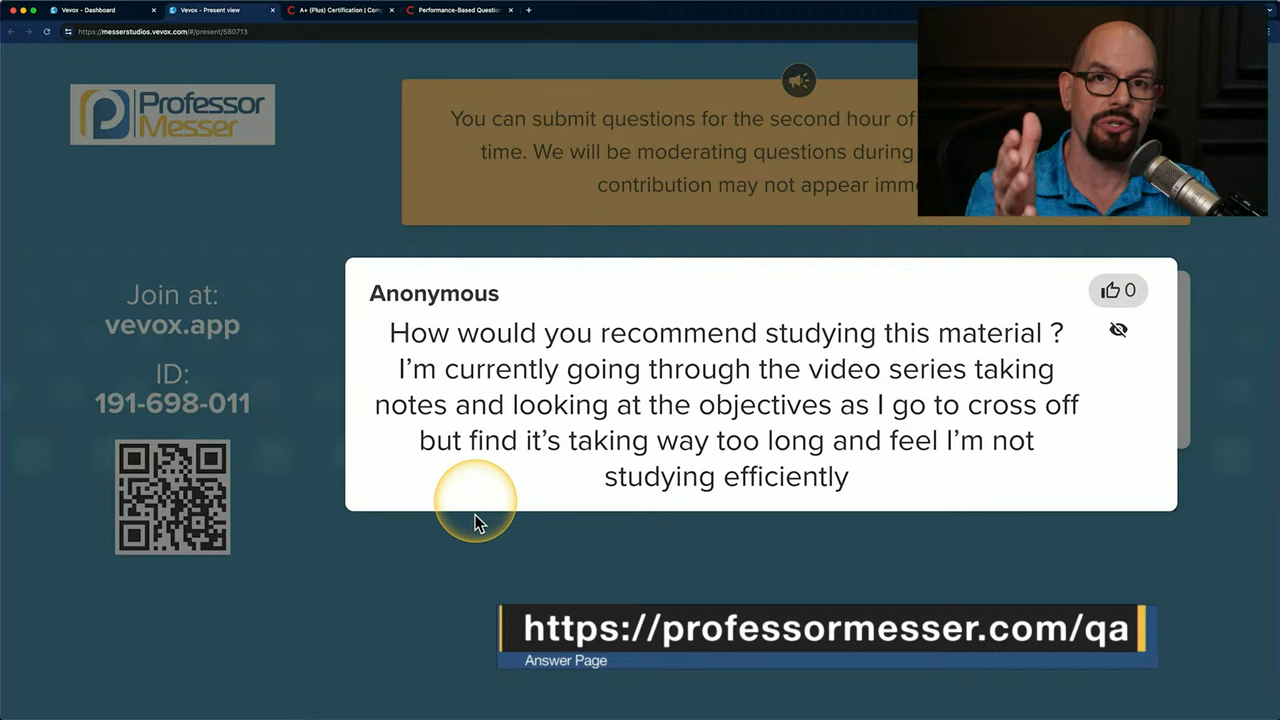 Vevox - Dashboard
Vevox - Present view
A+ (Plus) Certification | Com
Performance-Based Question
https://messerstudios.vevox.com/#/present/580713
Professor
Messer
You can submit questions for the second hour of
time. We will be moderating questions during
contribution may not appear imme
Join at:
vevox.app
ID:
191-698-011
Anonymous
0
How would you recommend studying this material ?
I'm currently going through the video series taking
notes and looking at the objectives as I go to cross off
but find it's taking way too long and feel I'm not
studying efficiently
https://professormesser.com/qa
Answer Page